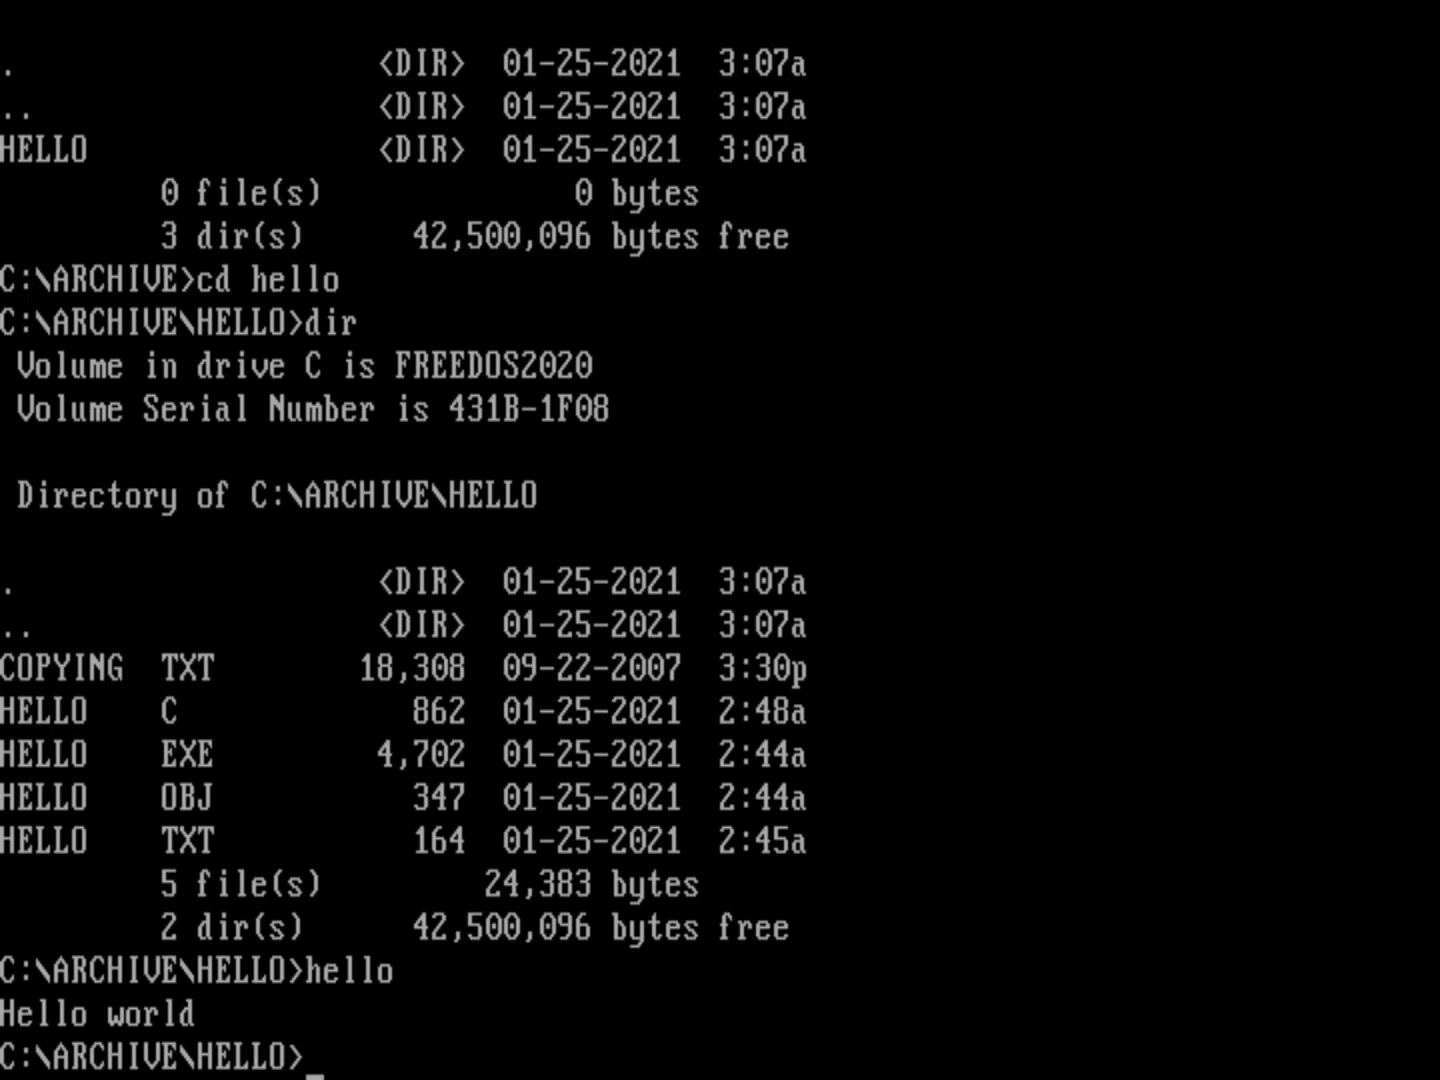 . <DIR> 01-25-2021 3:07a
.. <DIR> 01-25-2021 3:07a
HELLO <DIR> 01-25-2021 3:07a
0 file(s) 0 bytes
3 dir(s) 42,500,096 bytes free
C:\ARCHIVE>cd hello
C:\ARCHIVE\HELLO>dir
Volume in drive C is FREEDOS2020
Volume Serial Number is 431B-1F08
Directory of C:\ARCHIVE\HELLO
. <DIR> 01-25-2021 3:07a
.. <DIR> 01-25-2021 3:07a
COPYING TXT 18,308 09-22-2007 3:30p
HELLO C 862 01-25-2021 2:48a
HELLO EXE 4,702 01-25-2021 2:44a
HELLO OBJ 347 01-25-2021 2:44a
HELLO TXT 164 01-25-2021 2:45a
5 file(s) 24,383 bytes
2 dir(s) 42,500,096 bytes free
C:\ARCHIVE\HELLO>hello
Hello world
C:\ARCHIVE\HELLO>_